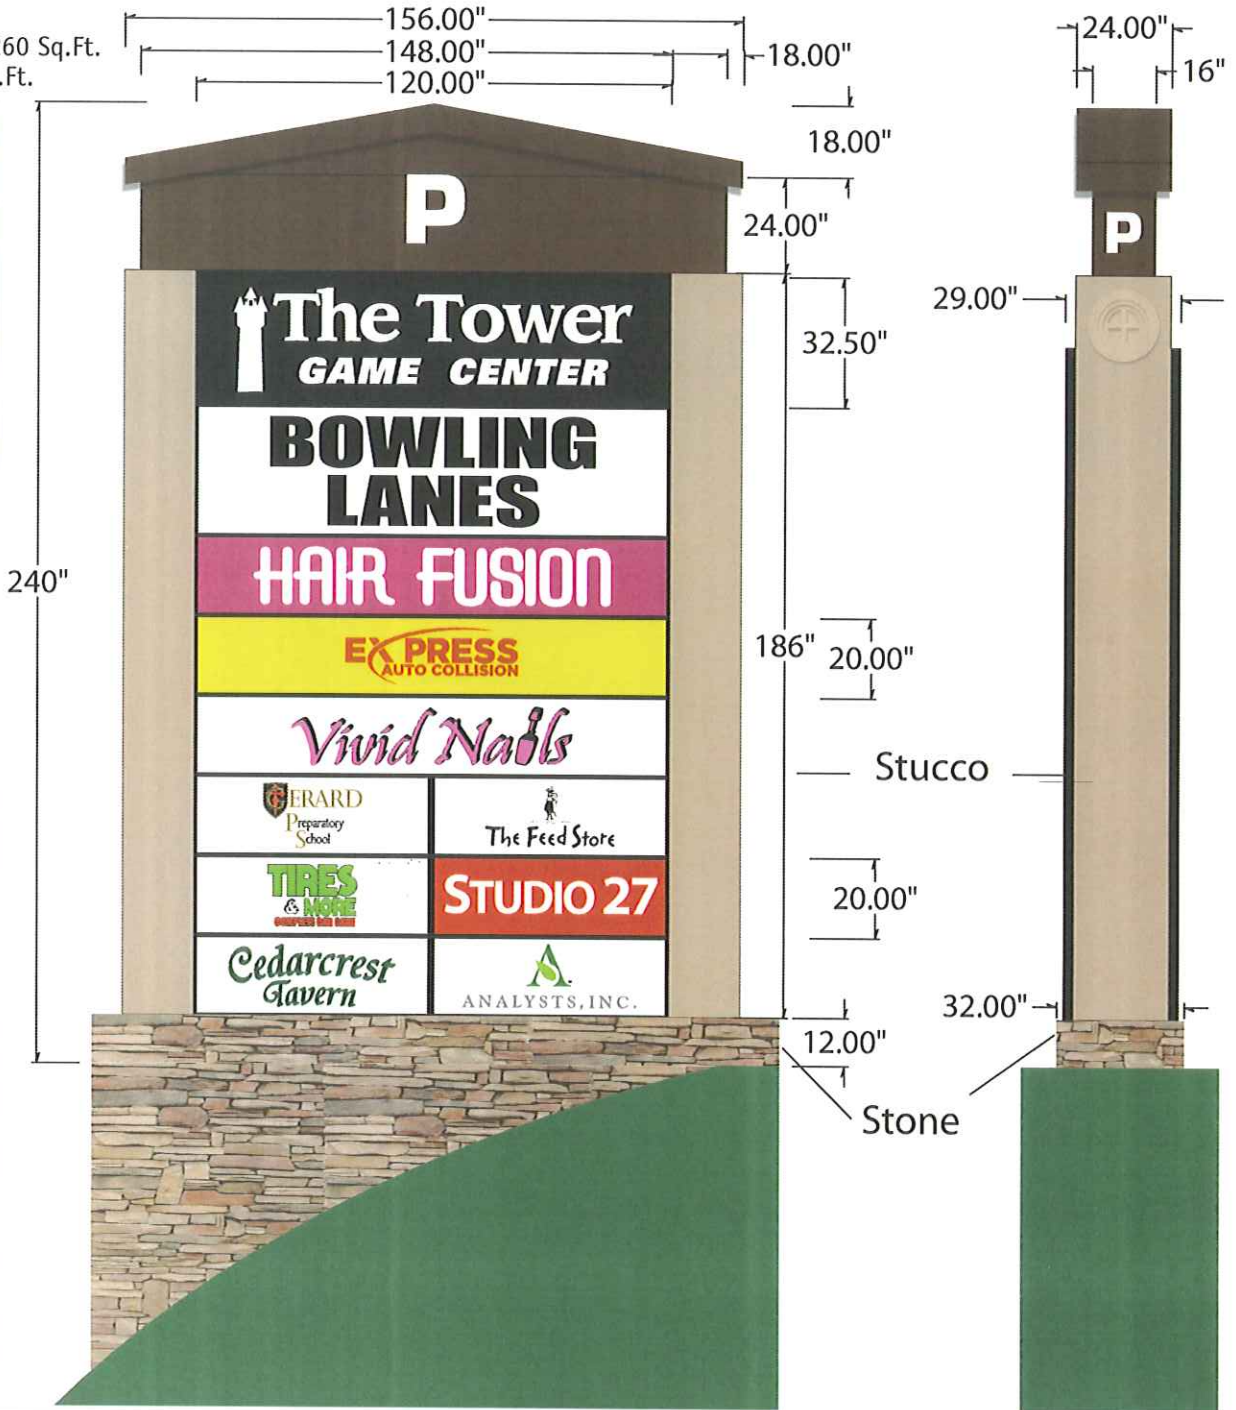 60 Sq.Ft.
.Ft.
156.00"
148.00"
120.00"
18.00"
24.00"
16"
18.00"
P
24.00"
P
29.00"
The Tower
GAME CENTER
32.50"
BOWLING
LANES
240"
HAIR FUSION
EXPRESS
AUTO COLLISION
186"
20.00"
Vivid Nails
Stucco
GERARD
Preparatory
School
The Feed Store
TIRES
& MORE
COMPLETE CAR CARE
STUDIO 27
20.00"
Cedarcrest
Tavern
A
ANALYSTS, INC.
32.00"
12.00"
Stone